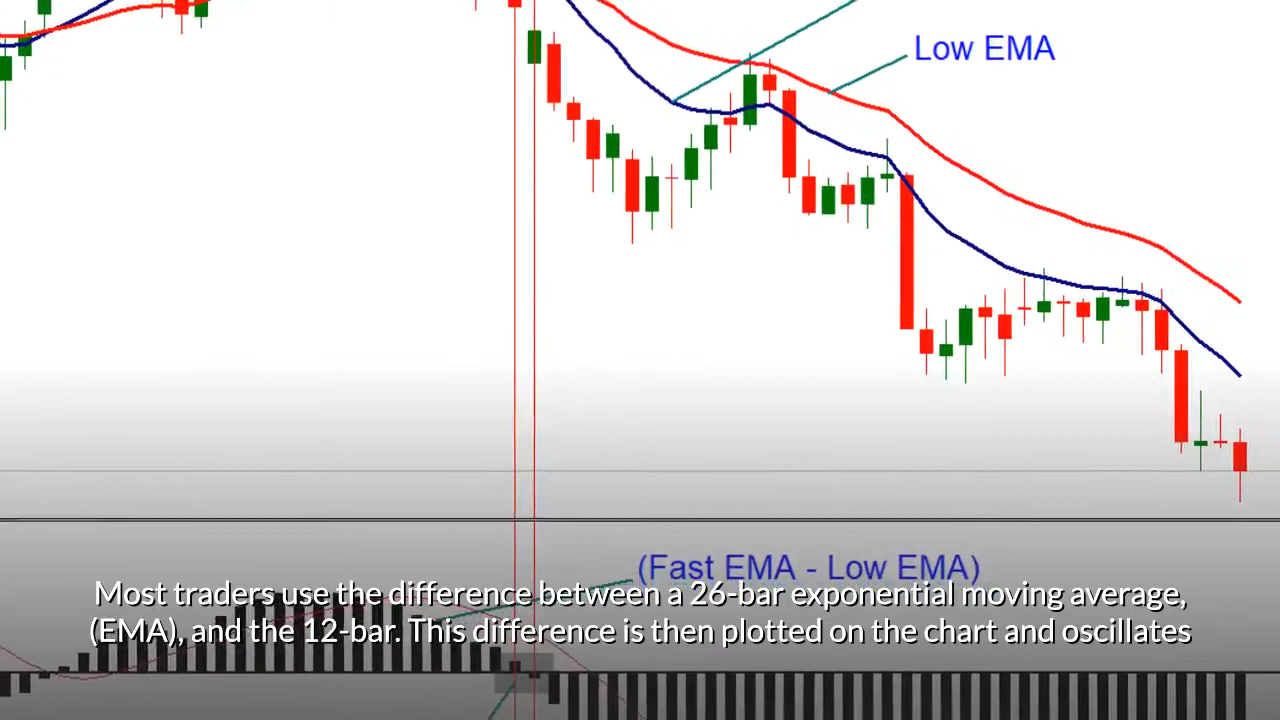 Low EMA
(Fast EMA - Low EMA)
Most traders use the difference between a 26-bar exponential moving average,
(EMA), and the 12-bar. This difference is then plotted on the chart and oscillates